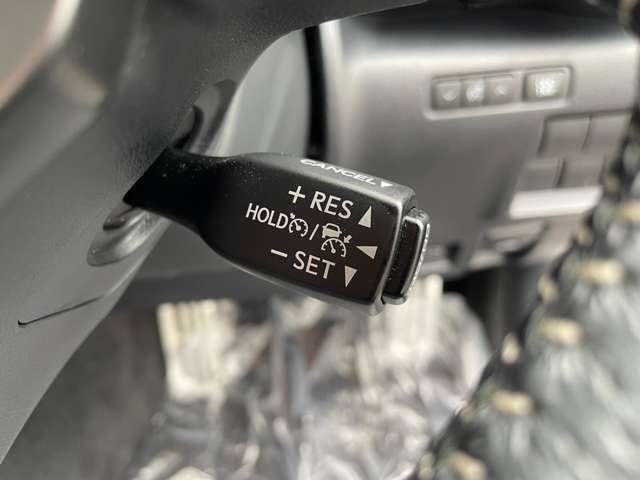 CANCEL▼
+ RES ▲
HOLD /
− SET ▼